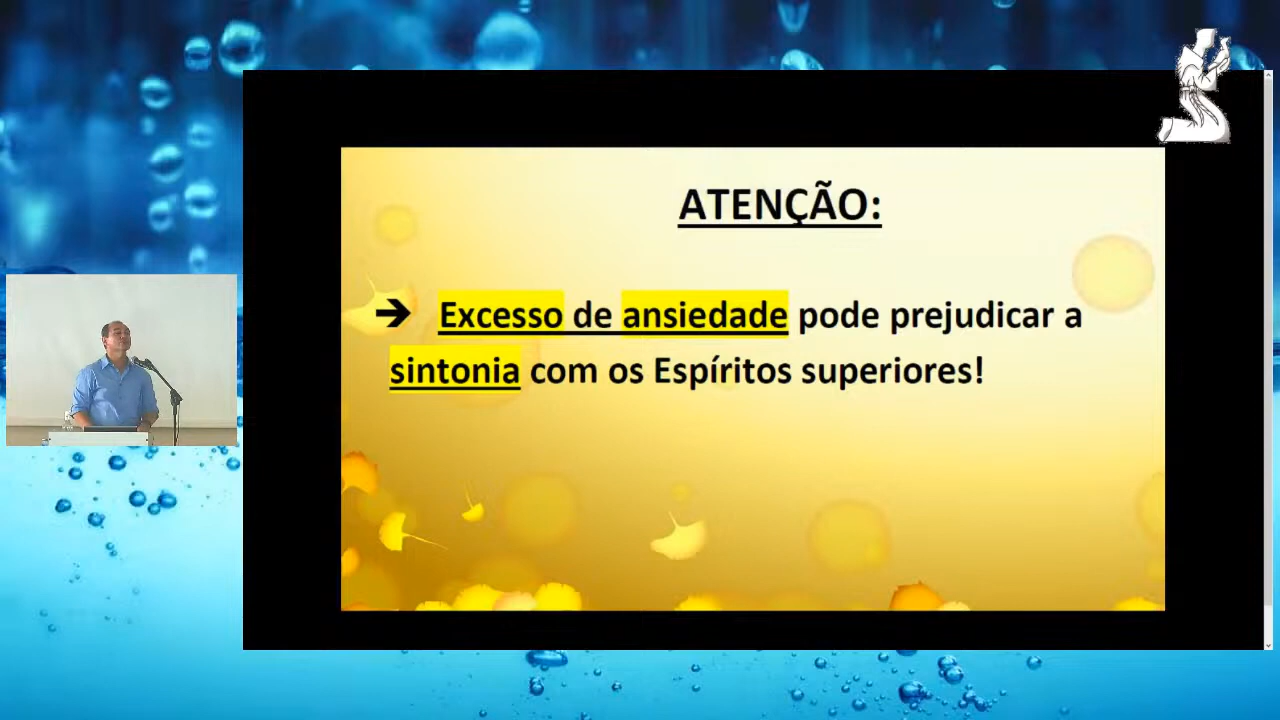 ATENÇÃO:
➔ Excesso de ansiedade pode prejudicar a
sintonia com os Espíritos superiores!